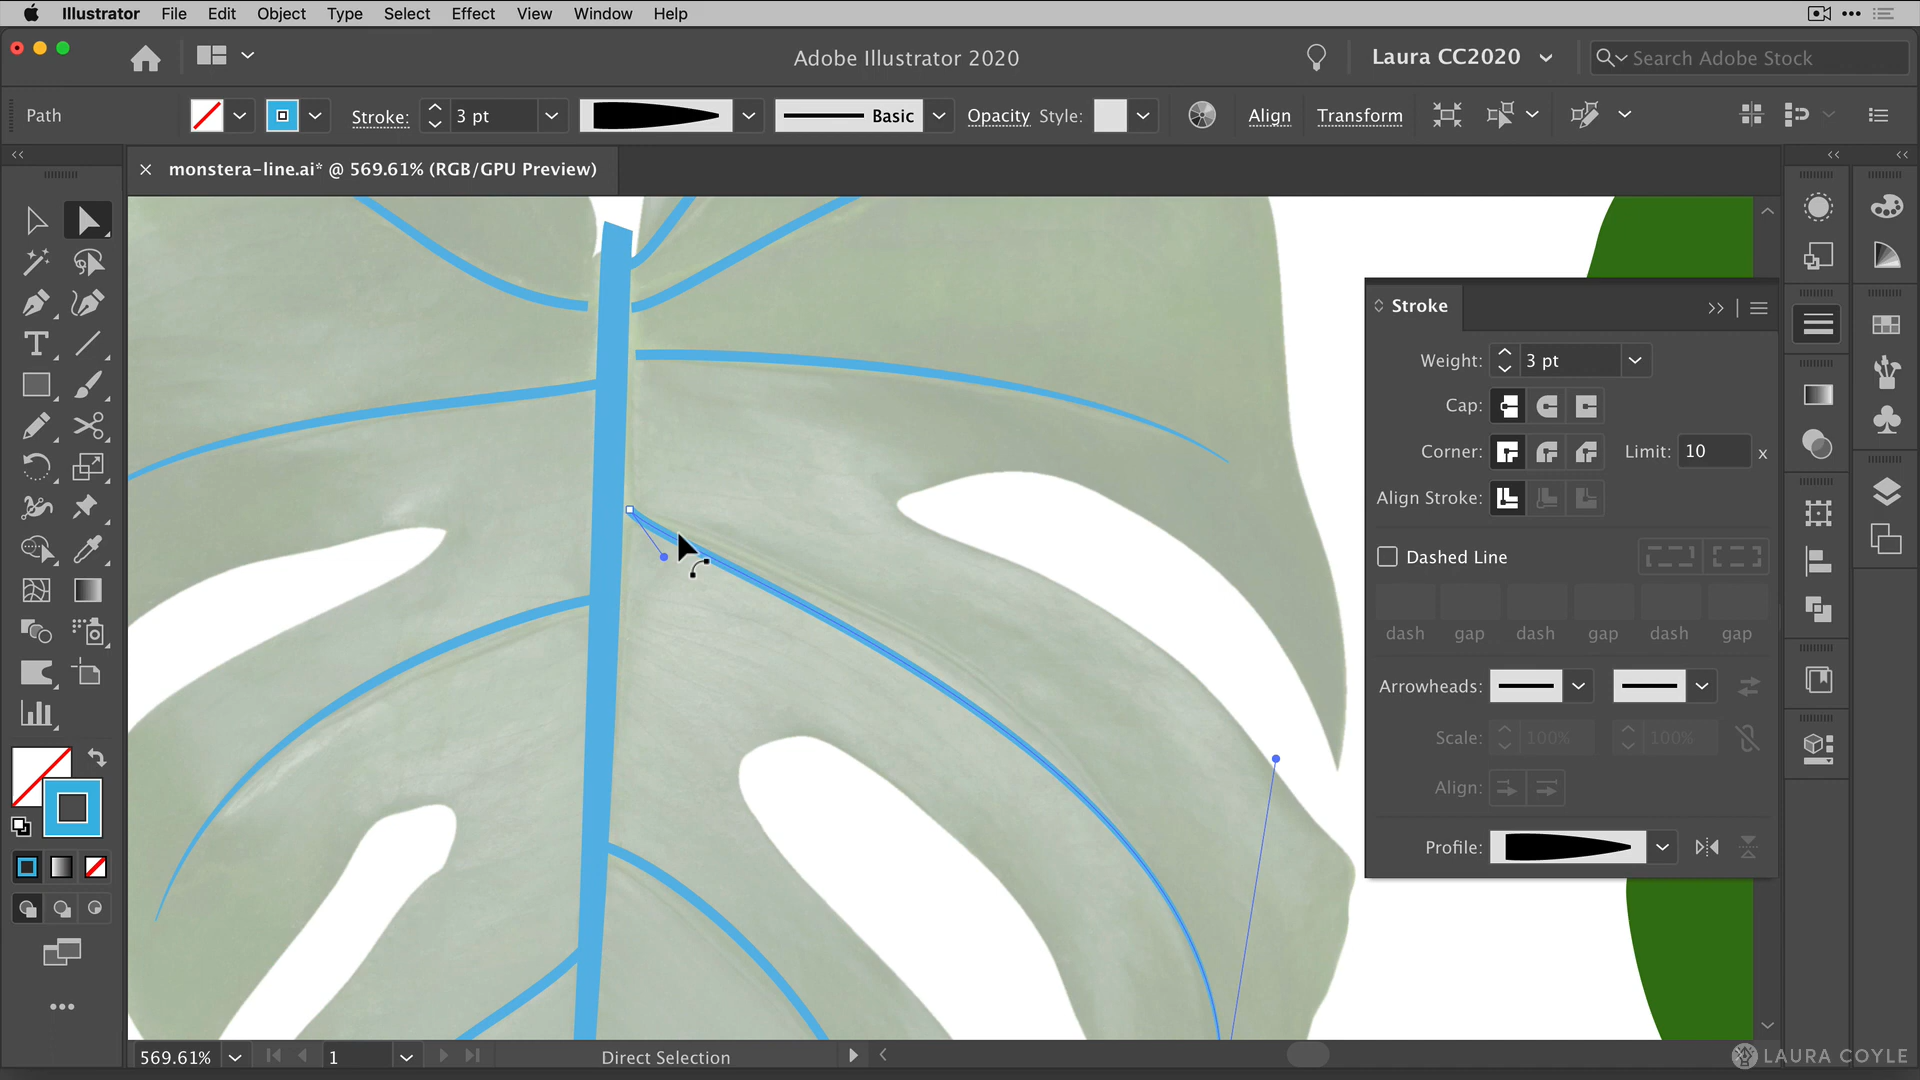 Illustrator File Edit Object Type Select Effect View Window Help
Adobe Illustrator 2020
Laura CC2020
Search Adobe Stock
Path
Stroke: 3 pt
Basic
Opacity Style:
Align Transform
× monstera-line.ai* @ 569.61% (RGB/GPU Preview)
Stroke
Weight: 3 pt
Cap:
Corner: Limit: 10 x
Align Stroke:
Dashed Line
dash gap dash gap dash gap
Arrowheads:
Scale: 100% 100%
Align:
Profile:
569.61% 1 Direct Selection
LAURA COYLE